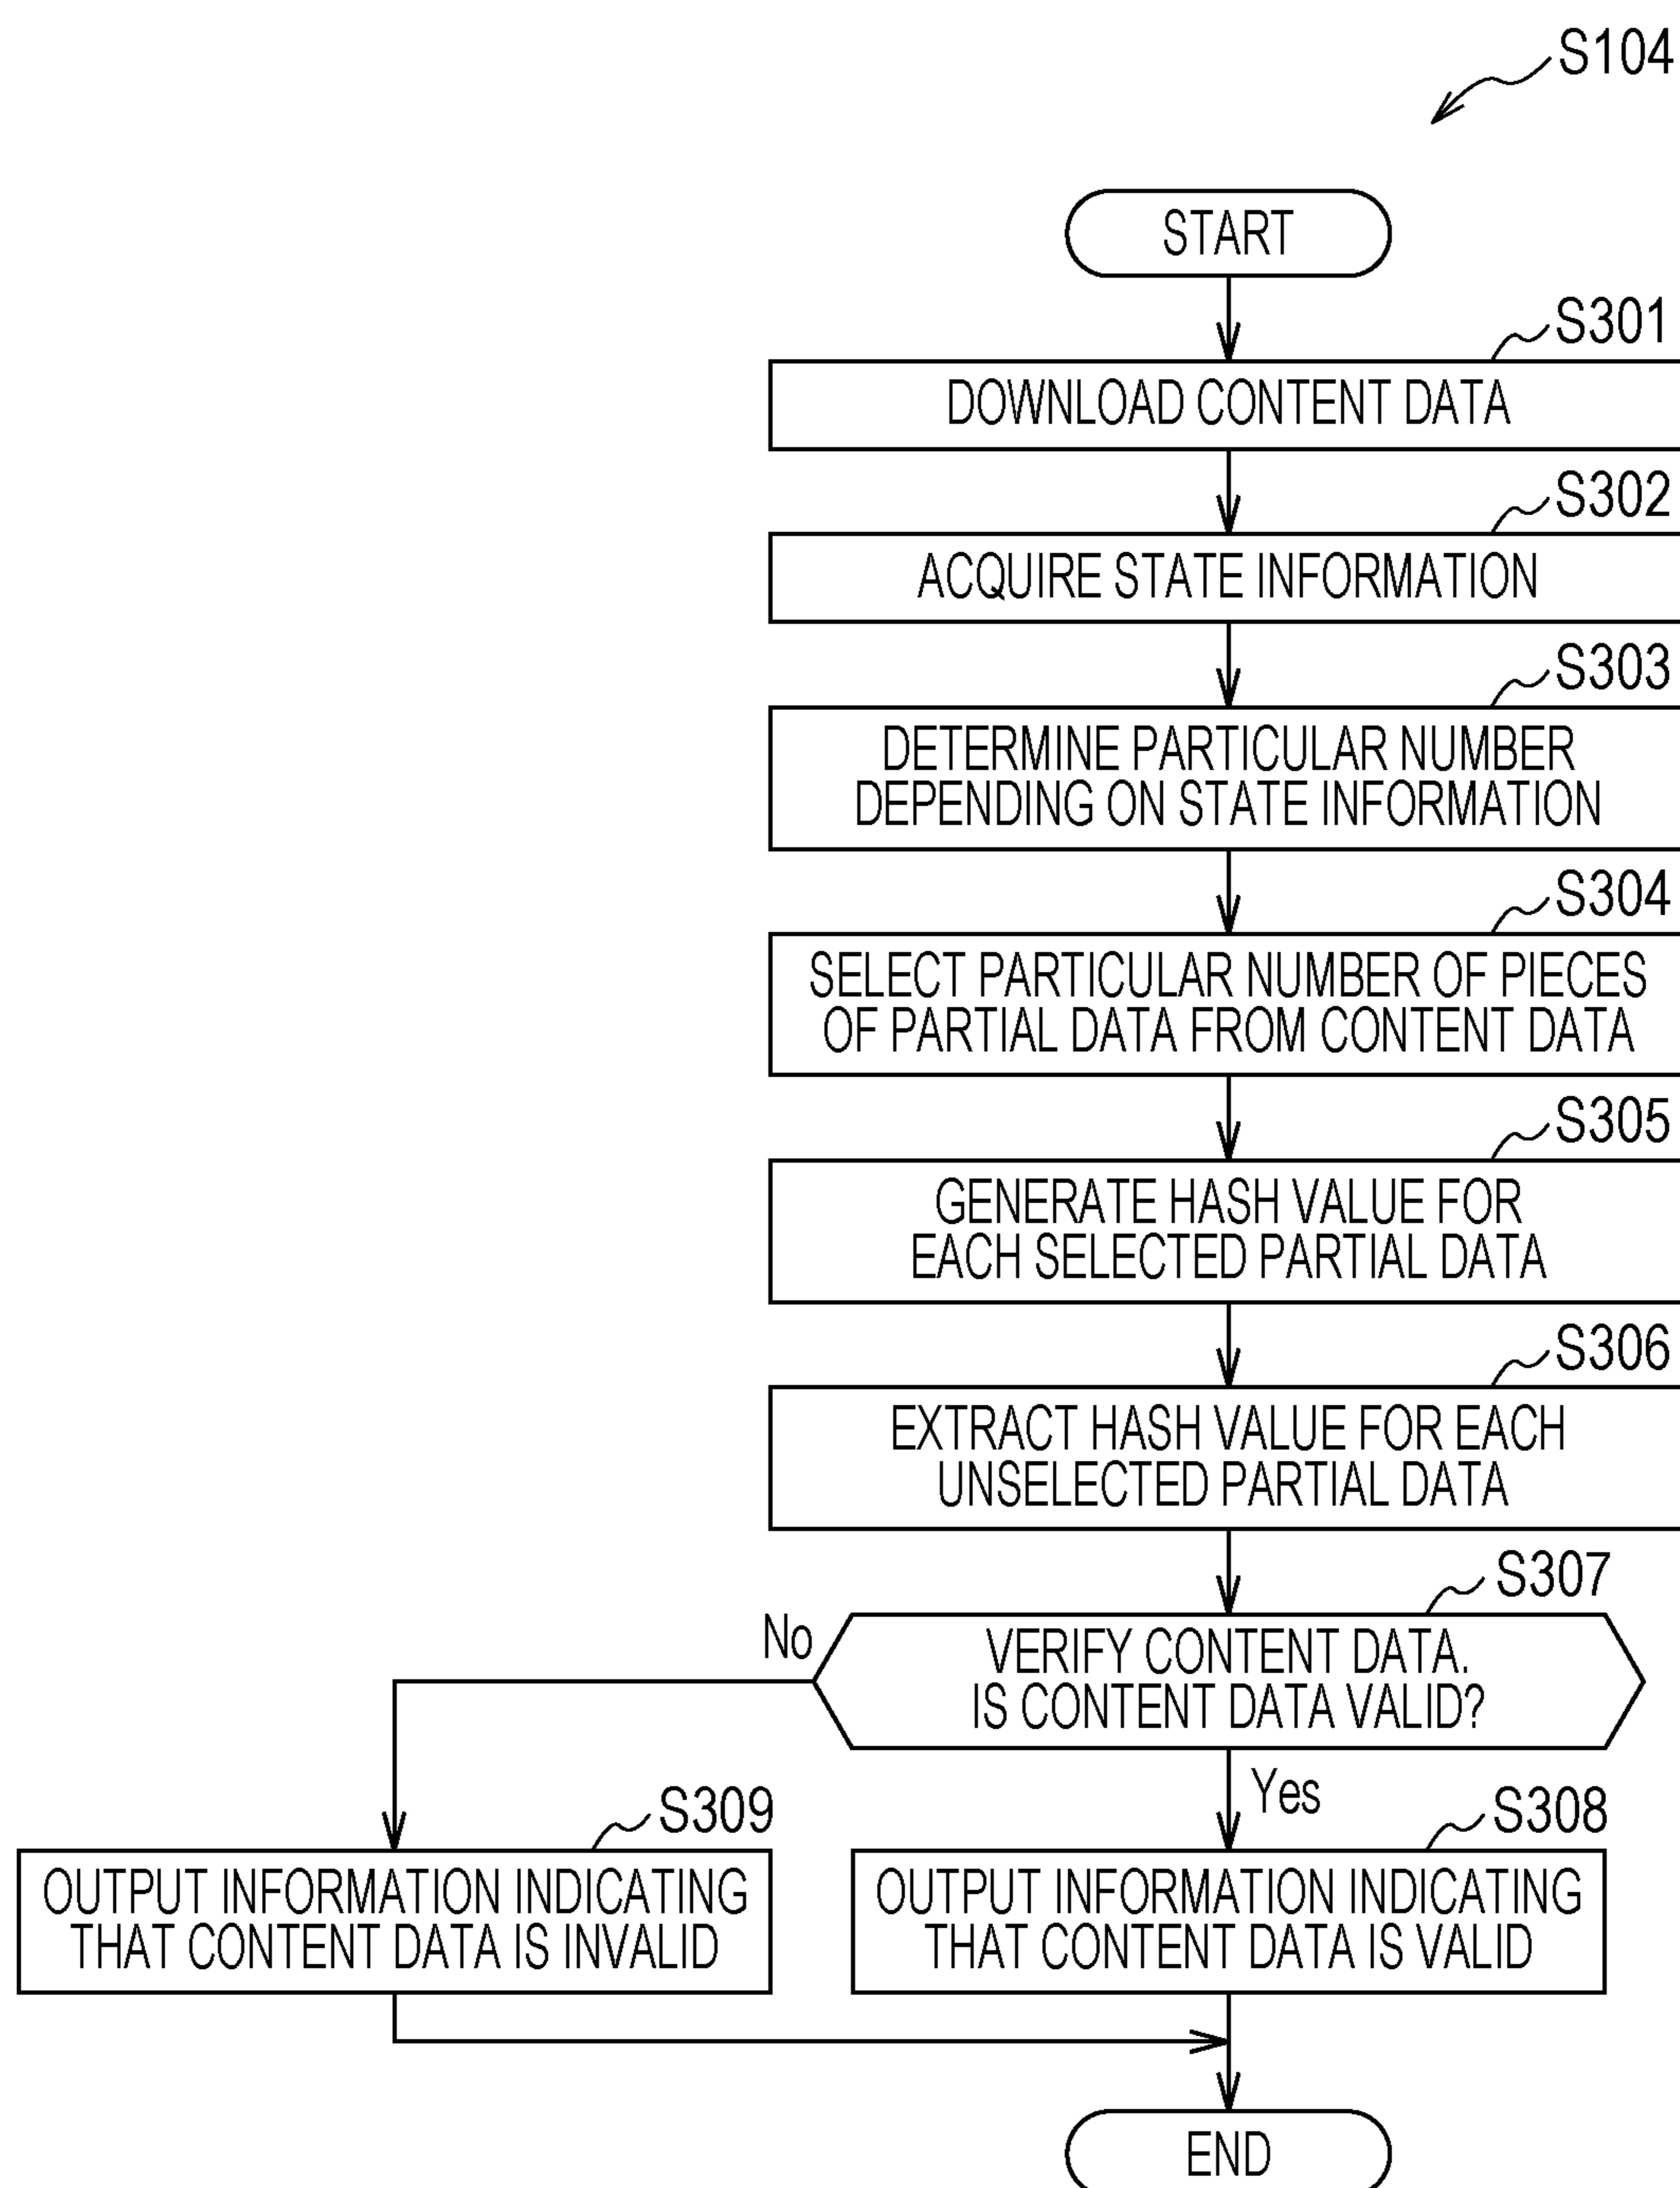 S104
START
S301
DOWNLOAD CONTENT DATA
S302
ACQUIRE STATE INFORMATION
S303
DETERMINE PARTICULAR NUMBER
DEPENDING ON STATE INFORMATION
S304
SELECT PARTICULAR NUMBER OF PIECES
OF PARTIAL DATA FROM CONTENT DATA
S305
GENERATE HASH VALUE FOR
EACH SELECTED PARTIAL DATA
S306
EXTRACT HASH VALUE FOR EACH
UNSELECTED PARTIAL DATA
S307
No
VERIFY CONTENT DATA.
IS CONTENT DATA VALID?
Yes
S309
OUTPUT INFORMATION INDICATING
THAT CONTENT DATA IS INVALID
S308
OUTPUT INFORMATION INDICATING
THAT CONTENT DATA IS VALID
END